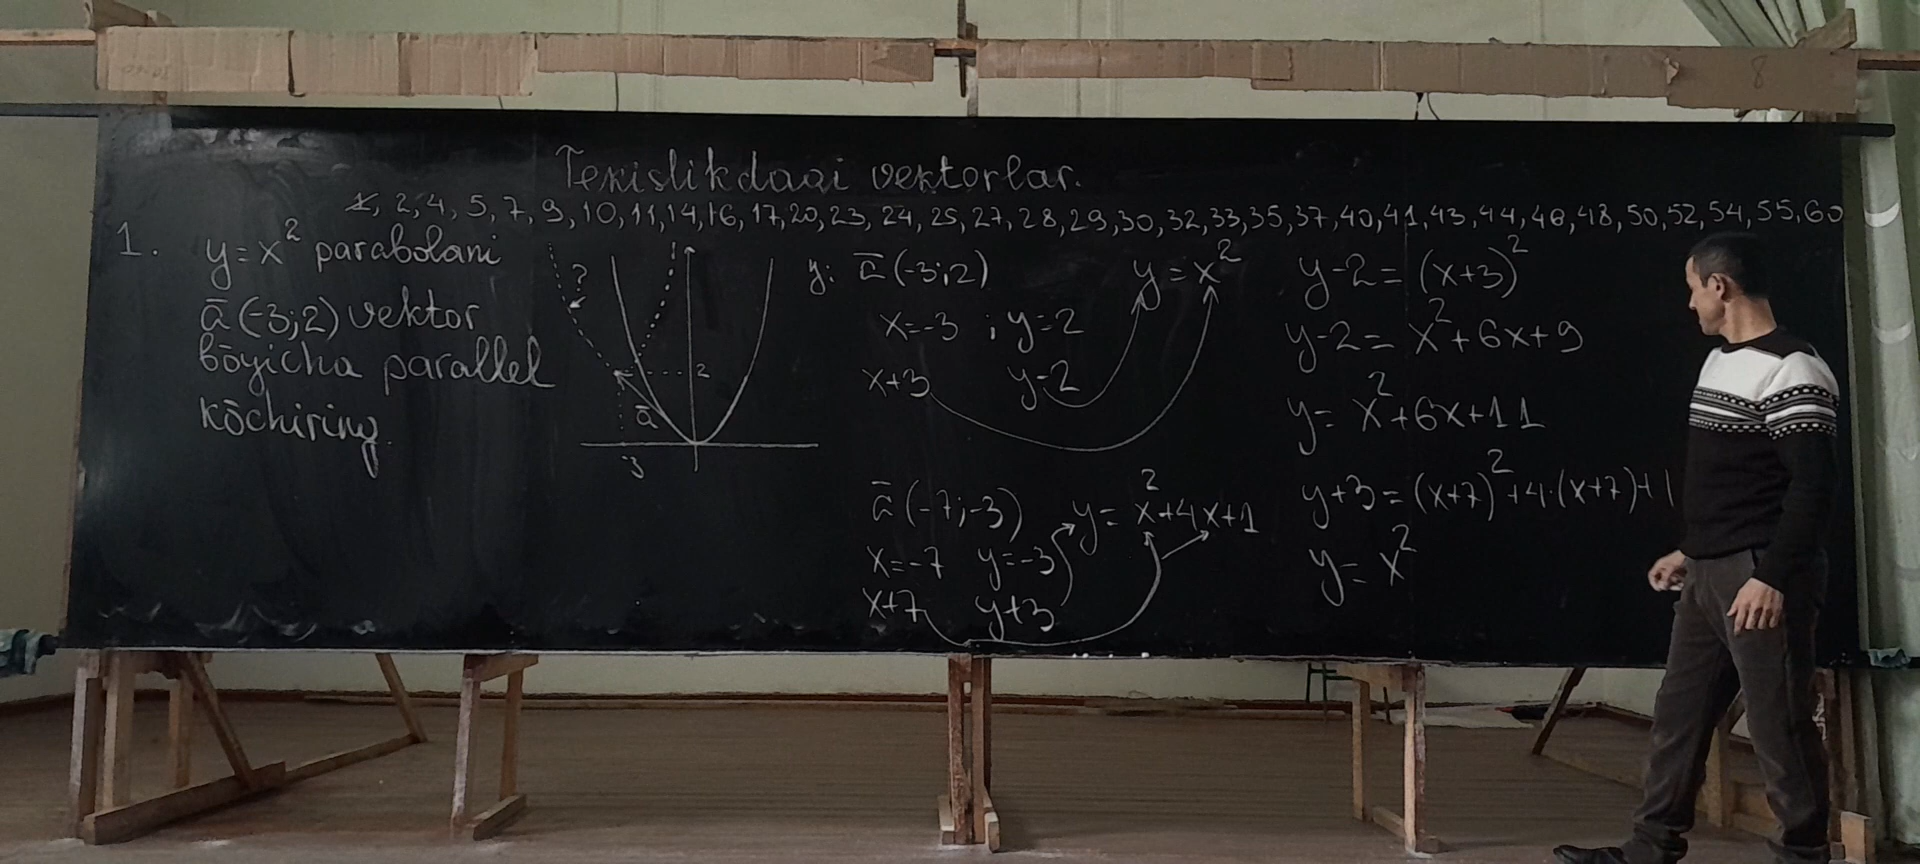 Tekislikdagi vektorlar.
1, 2, 4, 5, 7, 9, 10, 11, 14, 16, 17, 20, 23, 24, 25, 27, 28, 29, 30, 32, 33, 35, 37, 40, 41, 43, 44, 46, 48, 50, 52, 54, 55, 60
1. y=x² parabolani
a̅(-3;2) vektor
bōyicha parallel
kōchiring.
?
2
a̅
-3
y: a̅(-3;2) y=x²
x=-3 ; y=2
x+3 y-2
a̅(-7;-3) y=x²+4x+1
x=-7 y=-3
x+7 y+3
y-2=(x+3)²
y-2=x²+6x+9
y=x²+6x+11
y+3=(x+7)²+4·(x+7)+1
y=x²
8